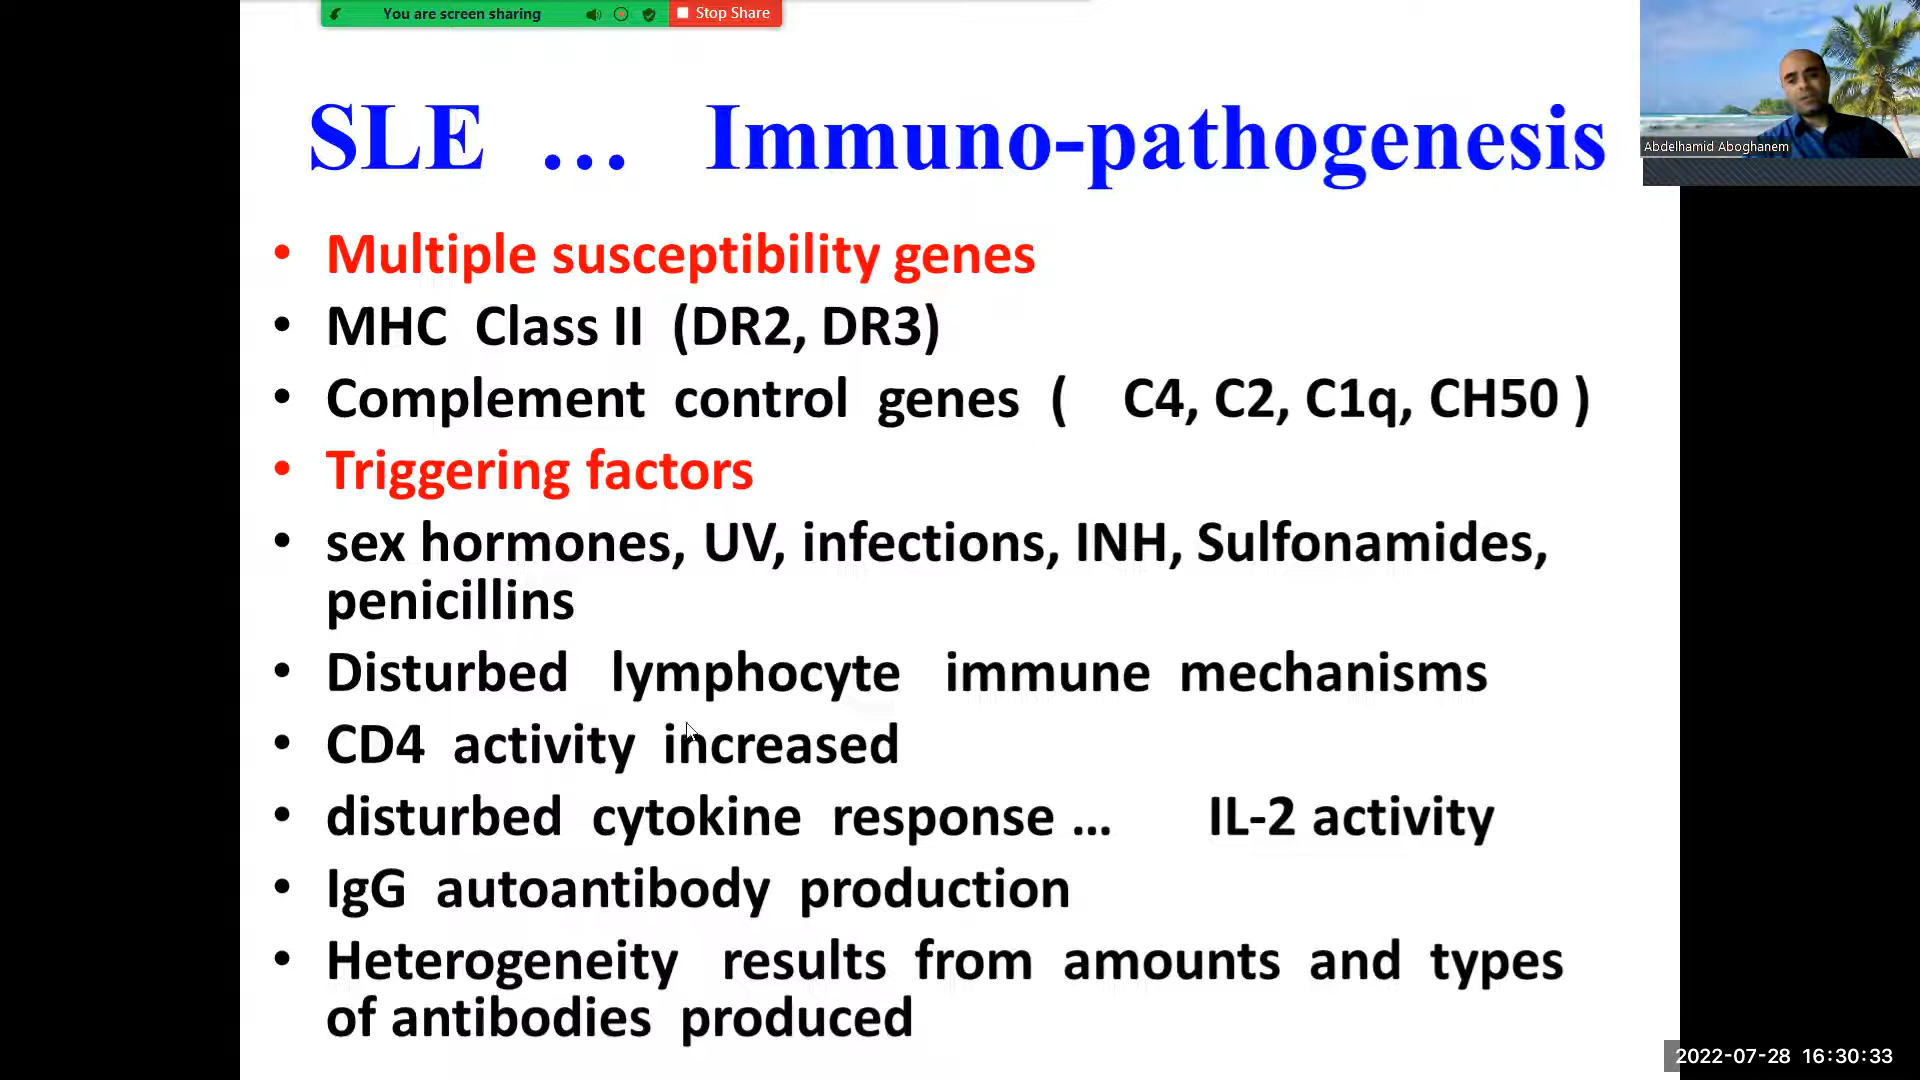 You are screen sharing
Stop Share
SLE ... Immuno-pathogenesis
Abdelhamid Aboghanem
• Multiple susceptibility genes
• MHC Class II (DR2, DR3)
• Complement control genes ( C4, C2, C1q, CH50 )
• Triggering factors
• sex hormones, UV, infections, INH, Sulfonamides,
penicillins
• Disturbed lymphocyte immune mechanisms
• CD4 activity increased
• disturbed cytokine response ... IL-2 activity
• IgG autoantibody production
• Heterogeneity results from amounts and types
of antibodies produced
2022-07-28 16:30:33